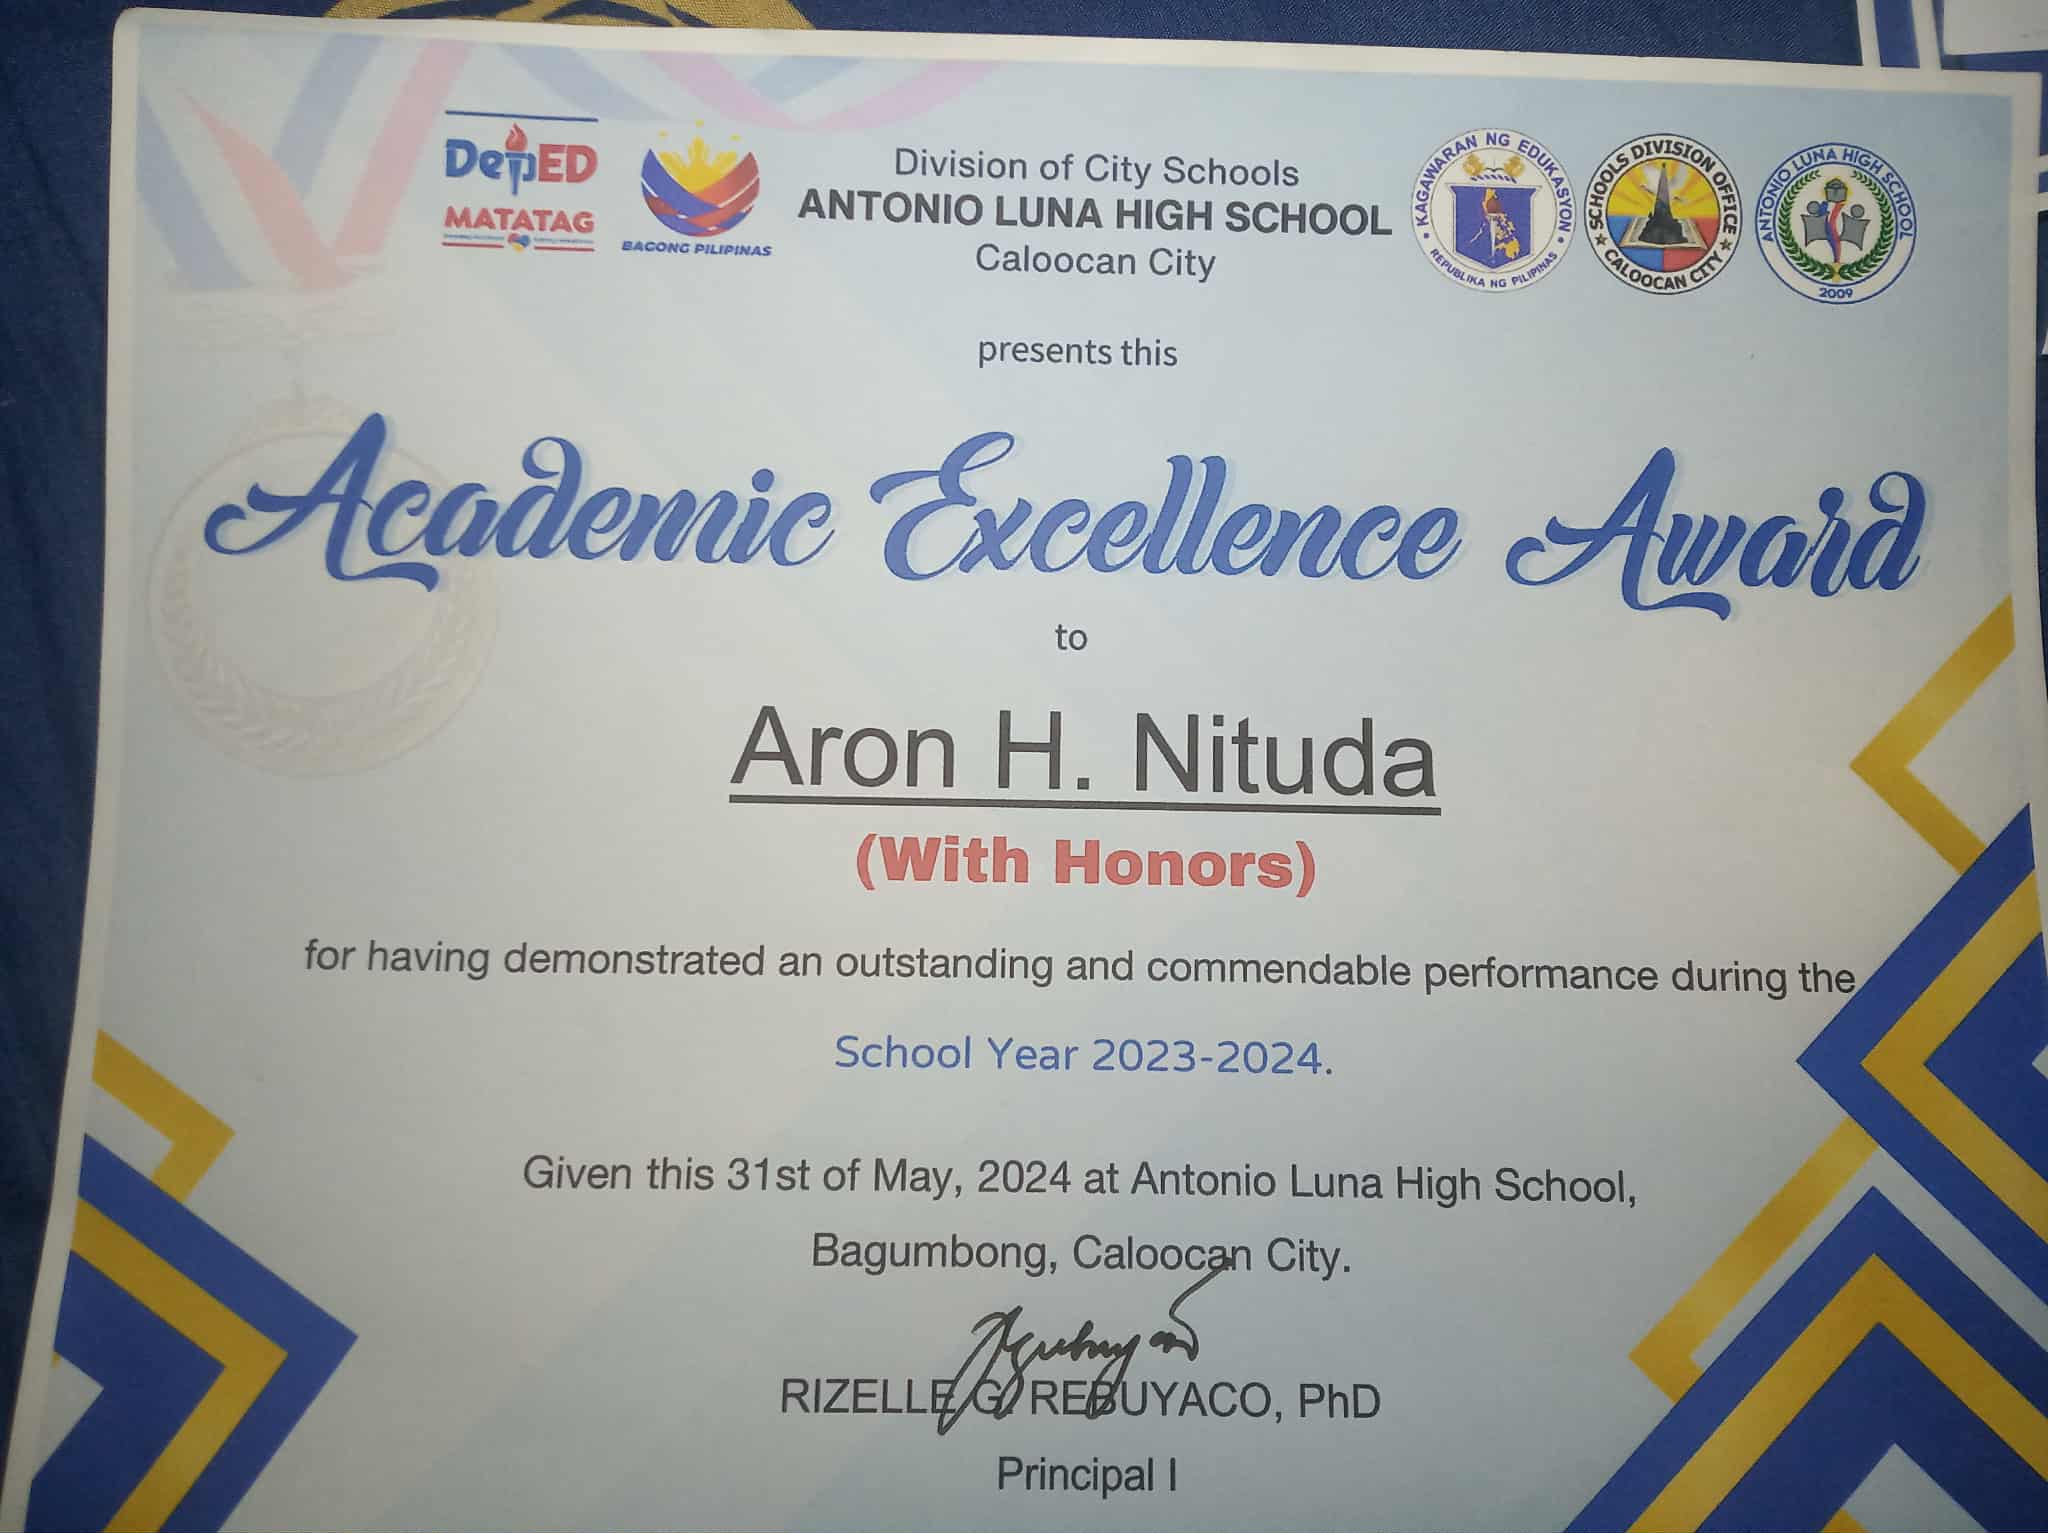 DepED
MATATAG
BAGONG PILIPINAS
Division of City Schools
ANTONIO LUNA HIGH SCHOOL
Caloocan City
KAGAWARAN NG EDUKASYON
REPUBLIKA NG PILIPINAS
SCHOOLS DIVISION OFFICE
CALOOCAN CITY
ANTONIO LUNA HIGH SCHOOL
2009
presents this
Academic Excellence Award
to
Aron H. Nituda
(With Honors)
for having demonstrated an outstanding and commendable performance during the
School Year 2023-2024.
Given this 31st of May, 2024 at Antonio Luna High School,
Bagumbong, Caloocan City.
RIZELLE G. REBUYACO, PhD
Principal I